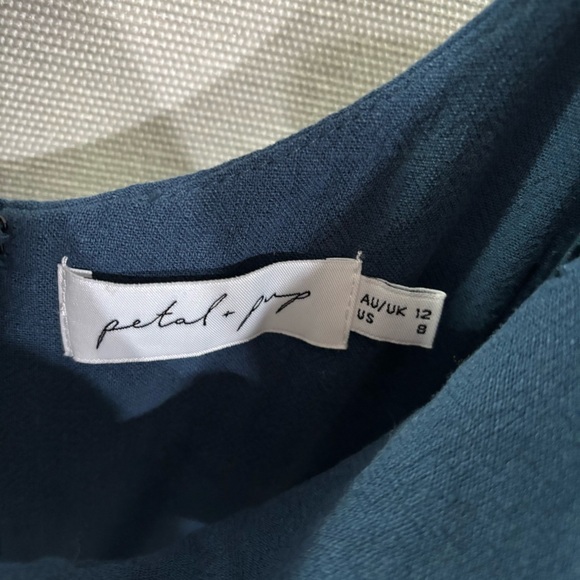 petal + pup
AU/UK 12
US 8